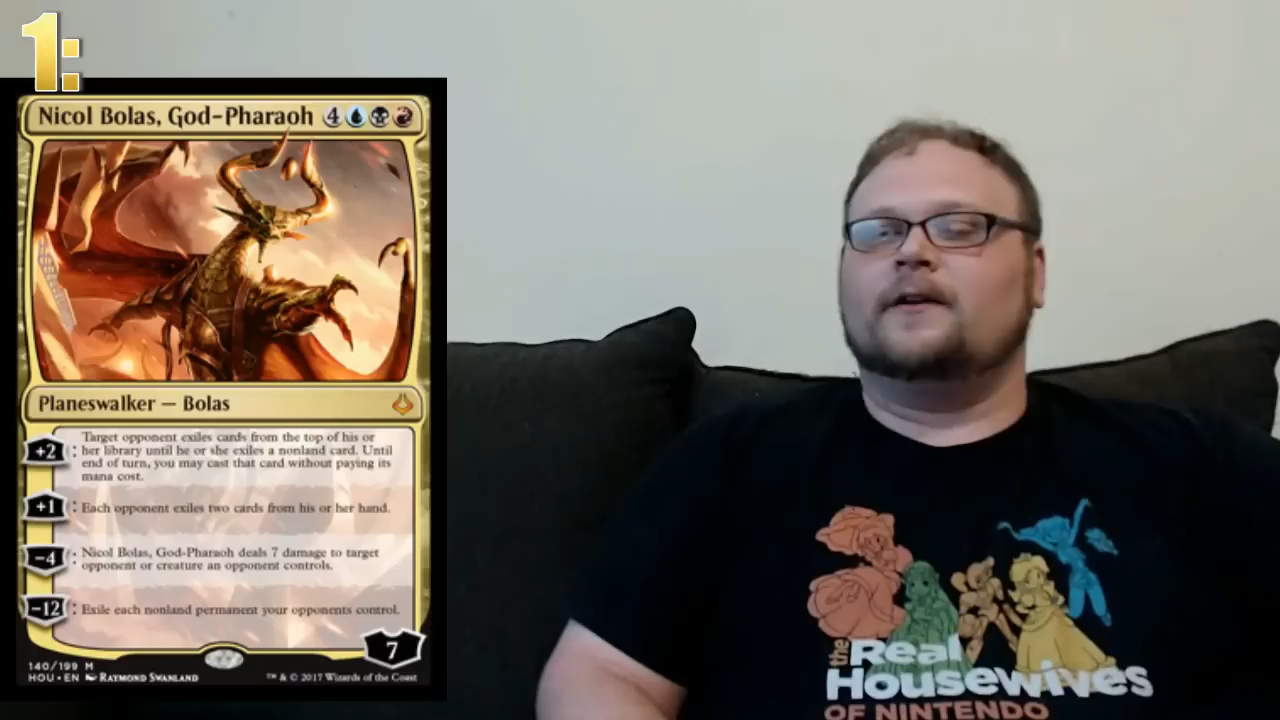 1:
Nicol Bolas, God-Pharaoh 4
Planeswalker — Bolas
+2 : Target opponent exiles cards from the top of his or
her library until he or she exiles a nonland card. Until
end of turn, you may cast that card without paying its
mana cost.
+1 : Each opponent exiles two cards from his or her hand.
-4 : Nicol Bolas, God-Pharaoh deals 7 damage to target
opponent or creature an opponent controls.
-12 : Exile each nonland permanent your opponents control.
7
140/199 M
HOU • EN RAYMOND SWANLAND
™ & © 2017 Wizards of the Coast
the Real
Housewives
OF NINTENDO